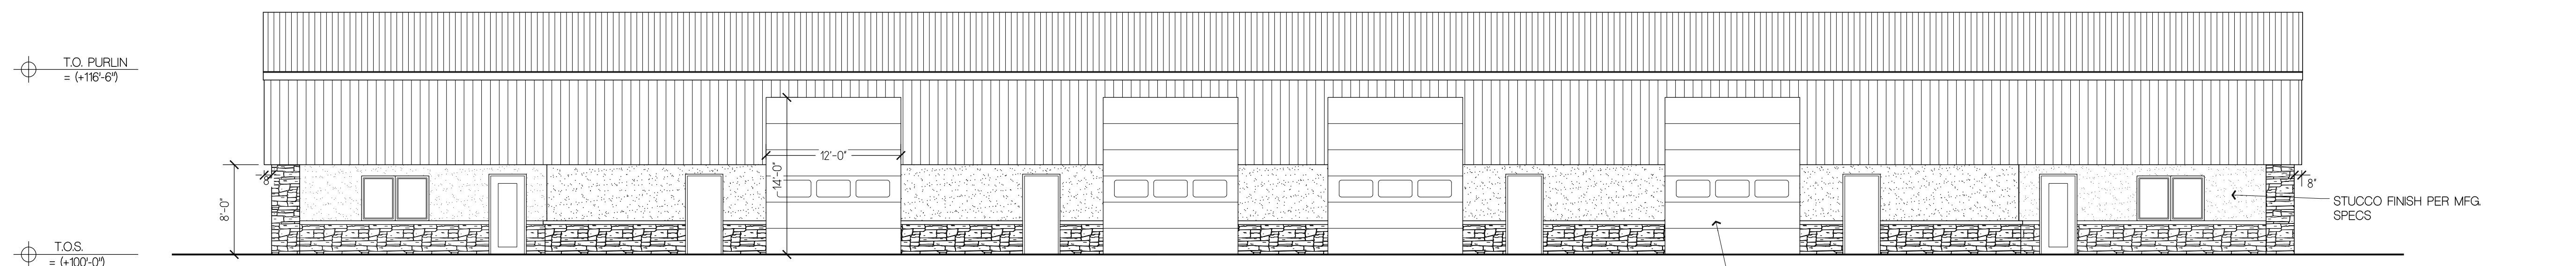 T.O. PURLIN
= (+116'-6")
12'-0"
14'-0"
8"
8"
8'-0"
STUCCO FINISH PER MFG.
SPECS
T.O.S.
= (+100'-0")